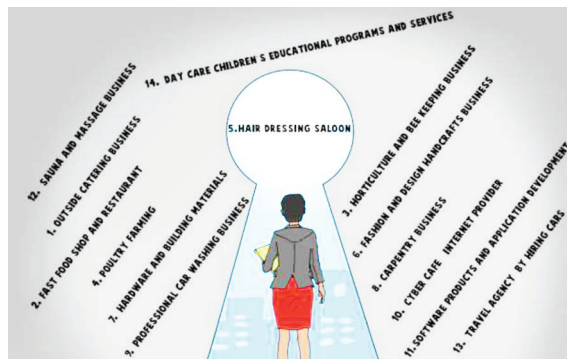 14. DAY CARE CHILDREN S EDUCATIONAL PROGRAMS AND SERVICES
12. SAUNA AND MASSAGE BUSINESS
1. OUTSIDE CATERING BUSINESS
2. FAST FOOD SHOP AND RESTAURANT
4. POULTRY FARMING
7. HARDWARE AND BUILDING MATERIALS
9. PROFESSIONAL CAR WASHING BUSINESS
5.HAIR DRESSING SALOON
3. HORTICULTURE AND BEE KEEPING BUSINESS
6. FASHION AND DESIGN HANDCRAFTS BUSINESS
8. CARPENTRY BUSINESS
10. CYBER CAFE INTERNET PROVIDER
11.SOFTWARE PRODUCTS AND APPLICATION DEVELOPMENT
13. TRAVEL AGENCY BY HIRING CARS